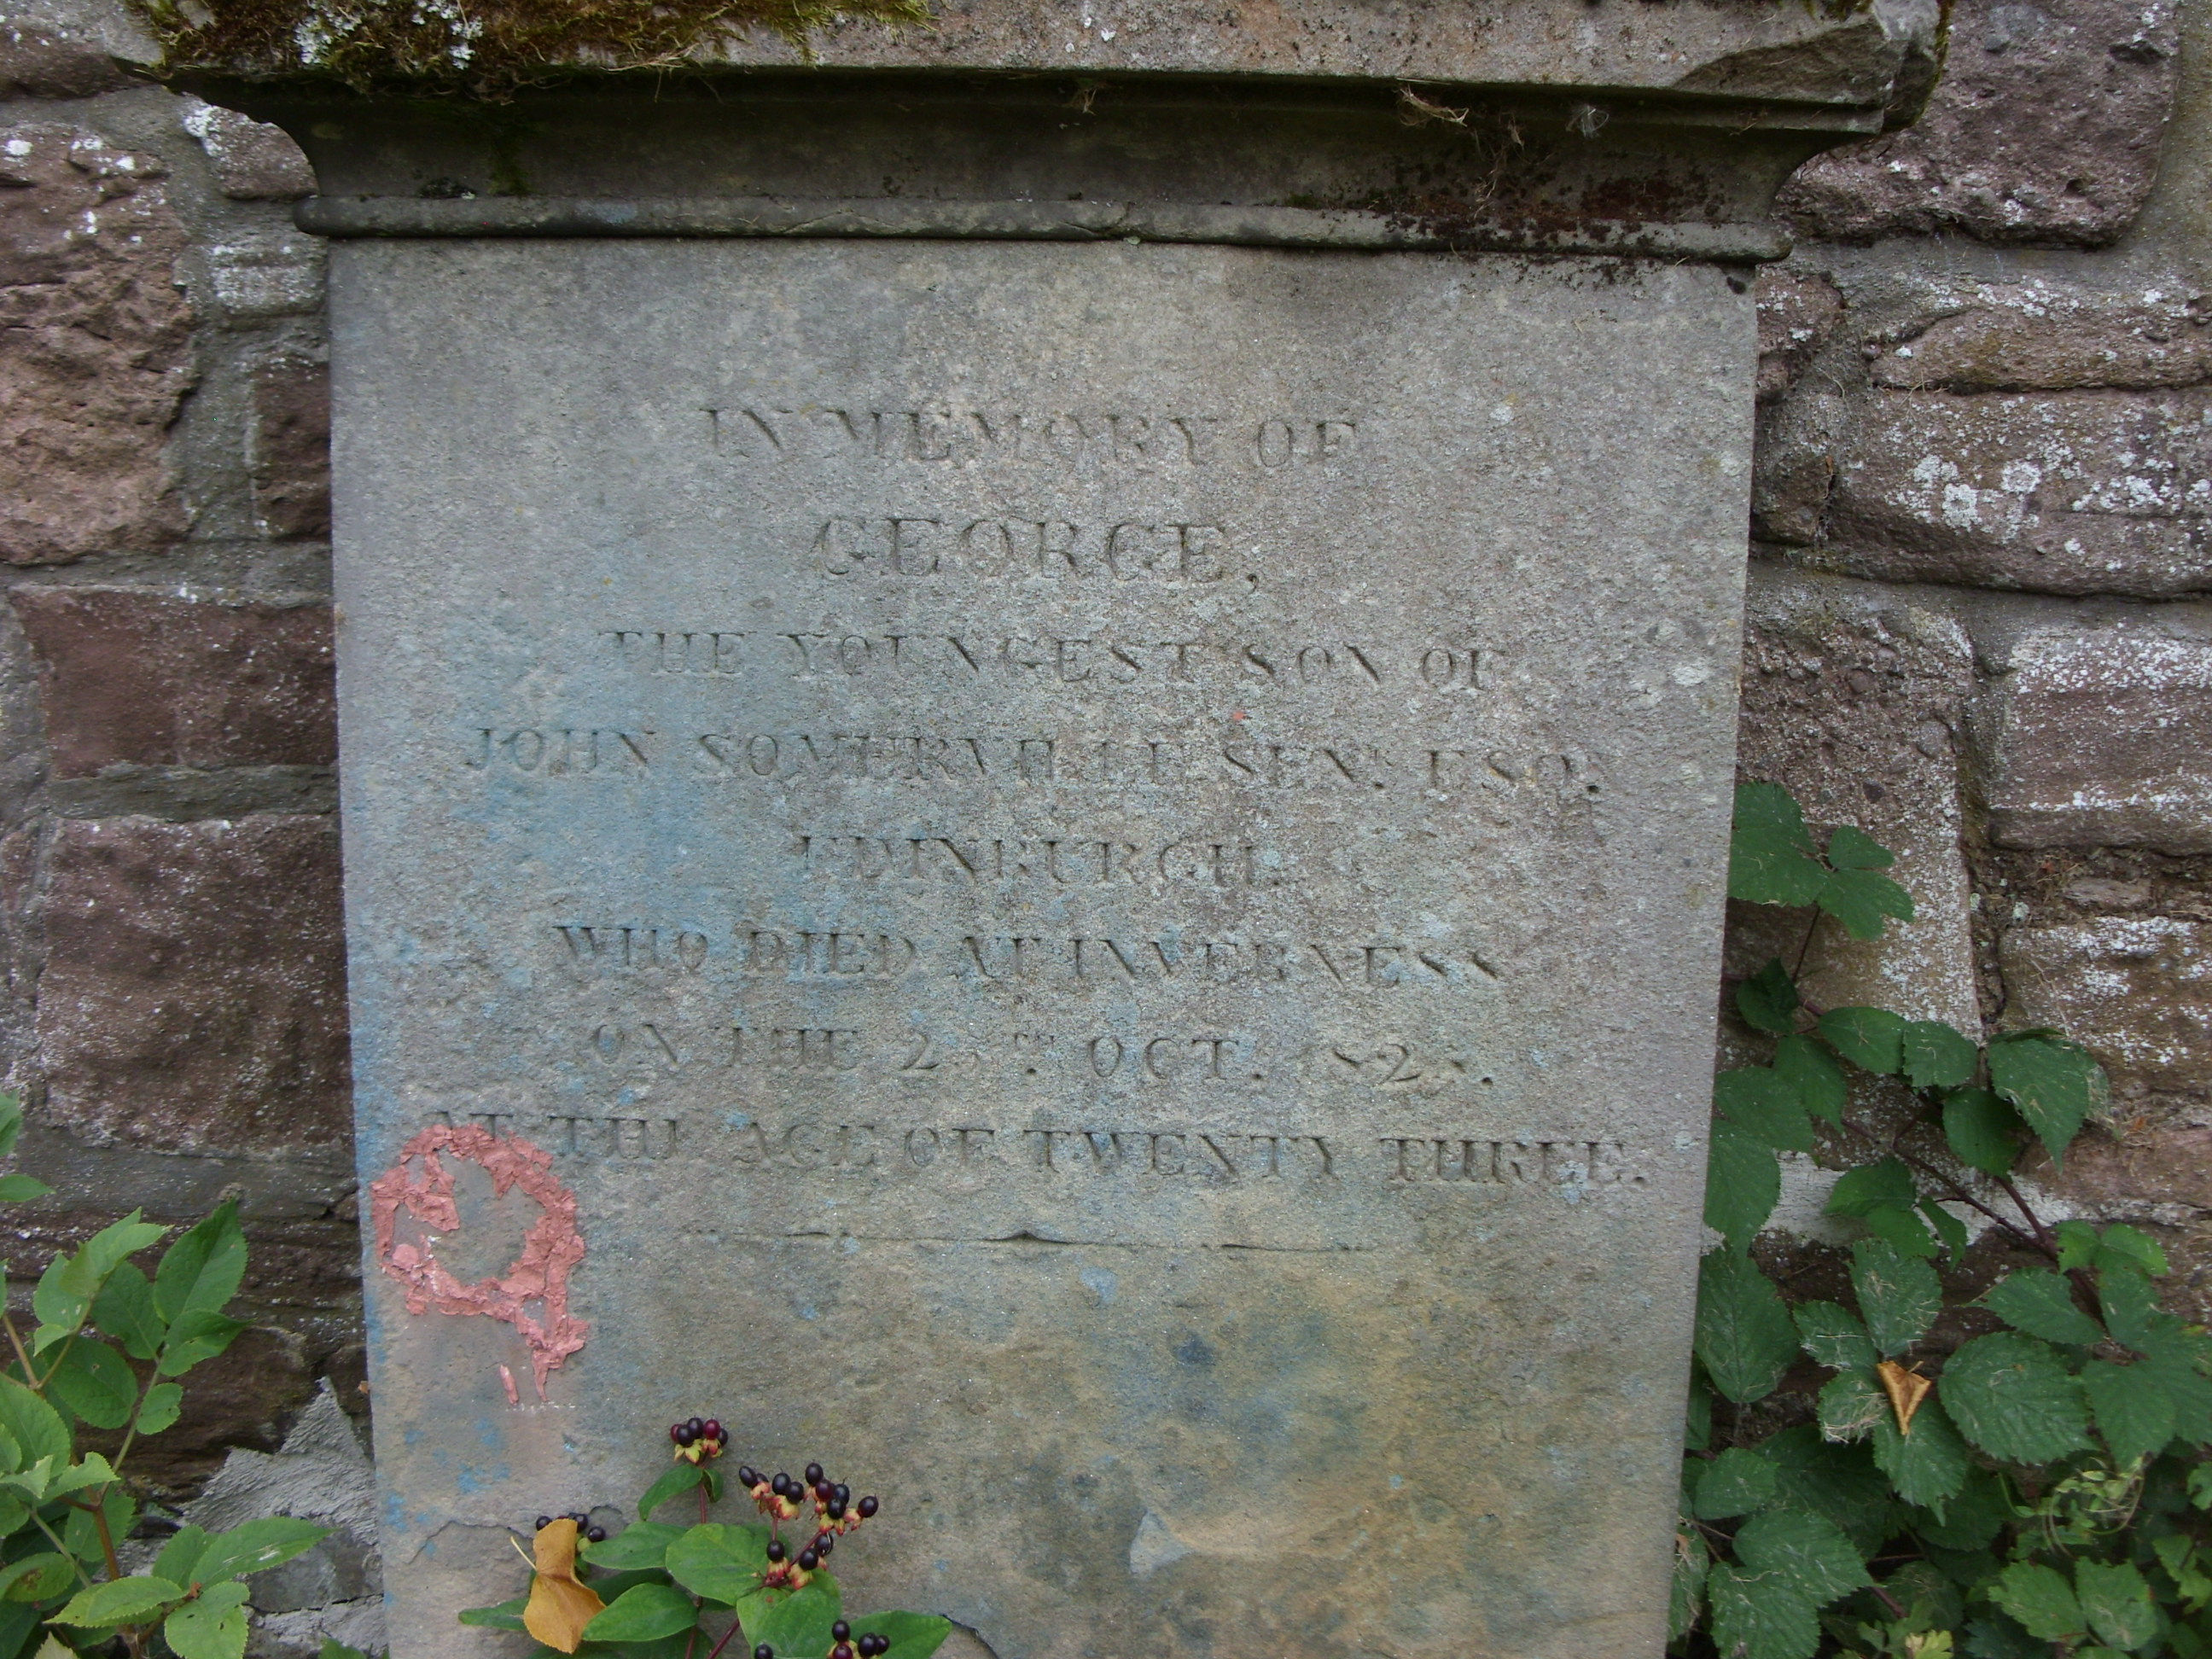 IN MEMORY OF
GEORGE,
THE YOUNGEST SON OF
JOHN SOMERVILLE SENR. ESQ.
EDINBURGH.
WHO DIED AT INVERNESS
ON THE OCT.
AT THE AGE OF TWENTY THREE.